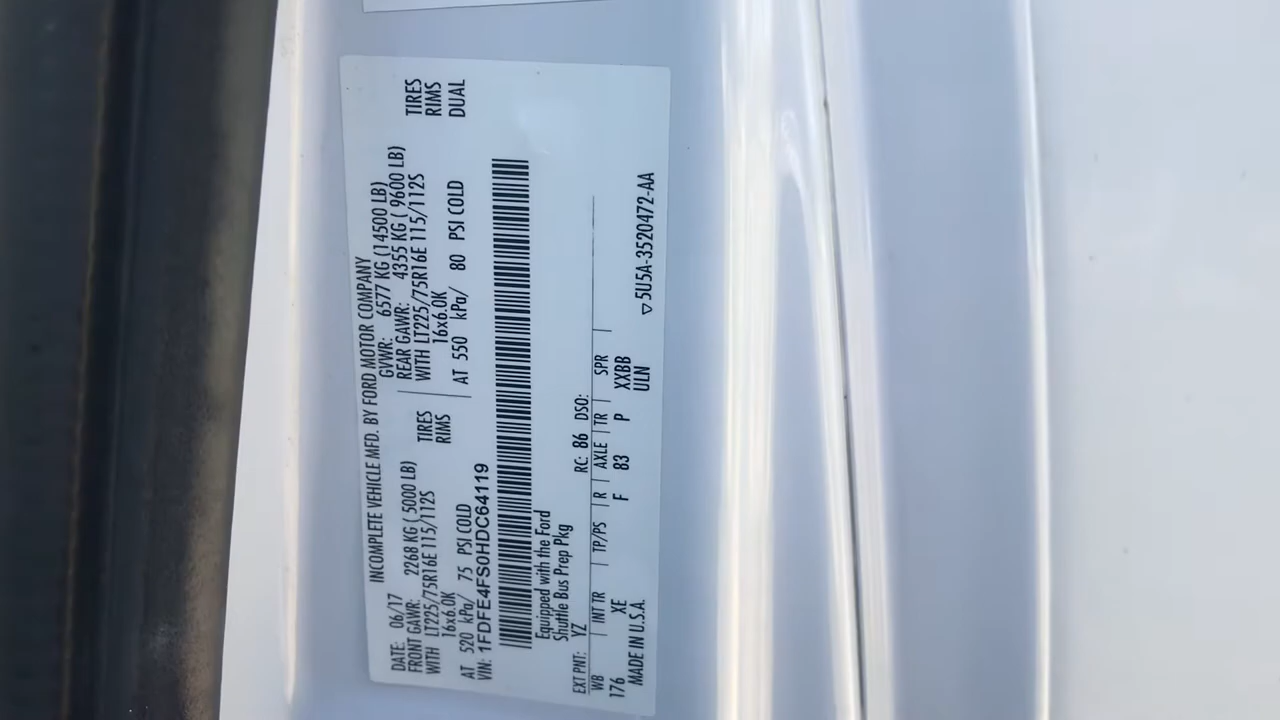 INCOMPLETE VEHICLE MFD. BY FORD MOTOR COMPANY
DATE: 06/17 GVWR: 6577 KG (14500 LB)
FRONT GAWR: 2268 KG ( 5000 LB) REAR GAWR: 4355 KG ( 9600 LB)
WITH LT225/75R16E 115/112S TIRES WITH LT225/75R16E 115/112S TIRES
16x6.0K RIMS 16x6.0K RIMS
AT 520 kPa/ 75 PSI COLD AT 550 kPa/ 80 PSI COLD DUAL
VIN: 1FDFE4FS0HDC64119
Equipped with the Ford
Shuttle Bus Prep Pkg
EXT PNT: YZ RC: 86 DSO:
WB | INT TR | TP/PS | R | AXLE | TR | SPR |
176 XE F 83 P XXBB
MADE IN U.S.A. ULN ▽5U5A-3520472-AA